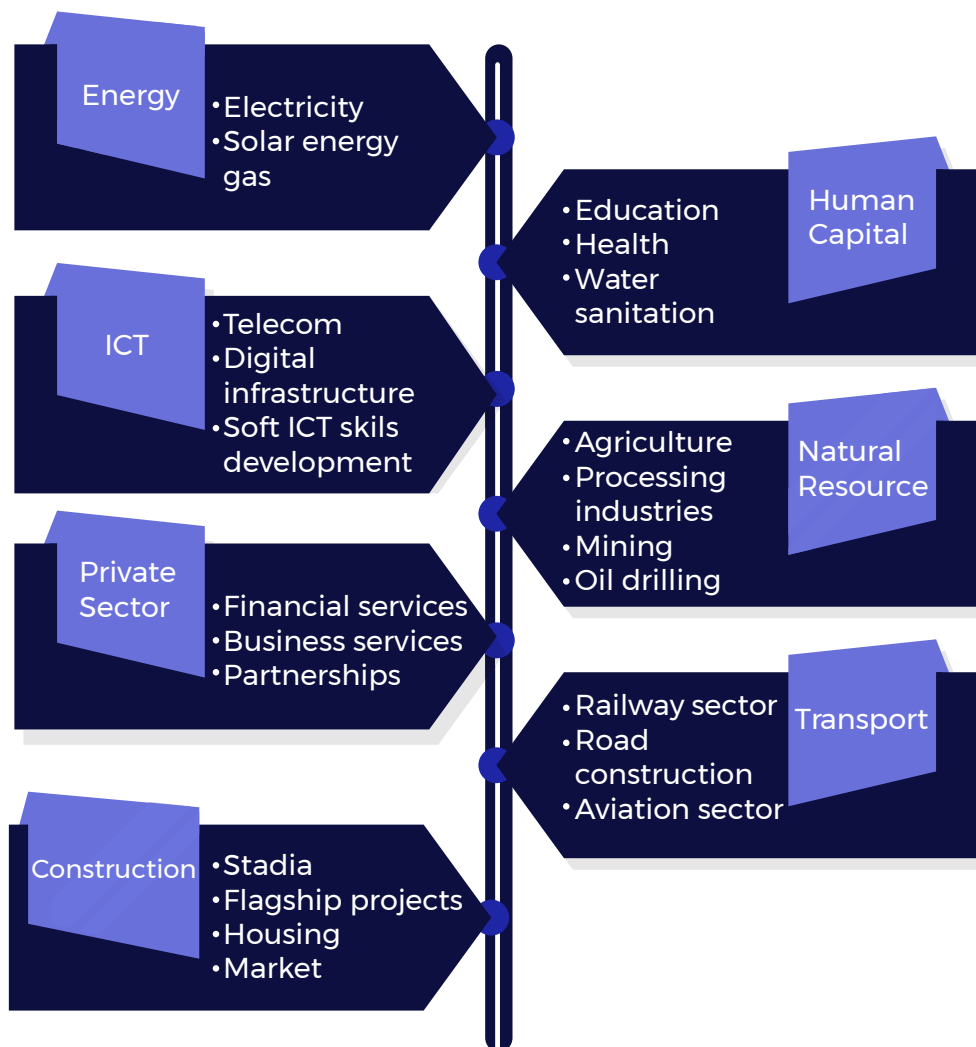 Energy
• Electricity
• Solar energy
gas
Human
Capital
• Education
• Health
• Water
sanitation
ICT
• Telecom
• Digital
infrastructure
• Soft ICT skils
development
Natural
Resource
• Agriculture
• Processing
industries
• Mining
• Oil drilling
Private
Sector
• Financial services
• Business services
• Partnerships
Transport
• Railway sector
• Road
construction
• Aviation sector
Construction
• Stadia
• Flagship projects
• Housing
• Market